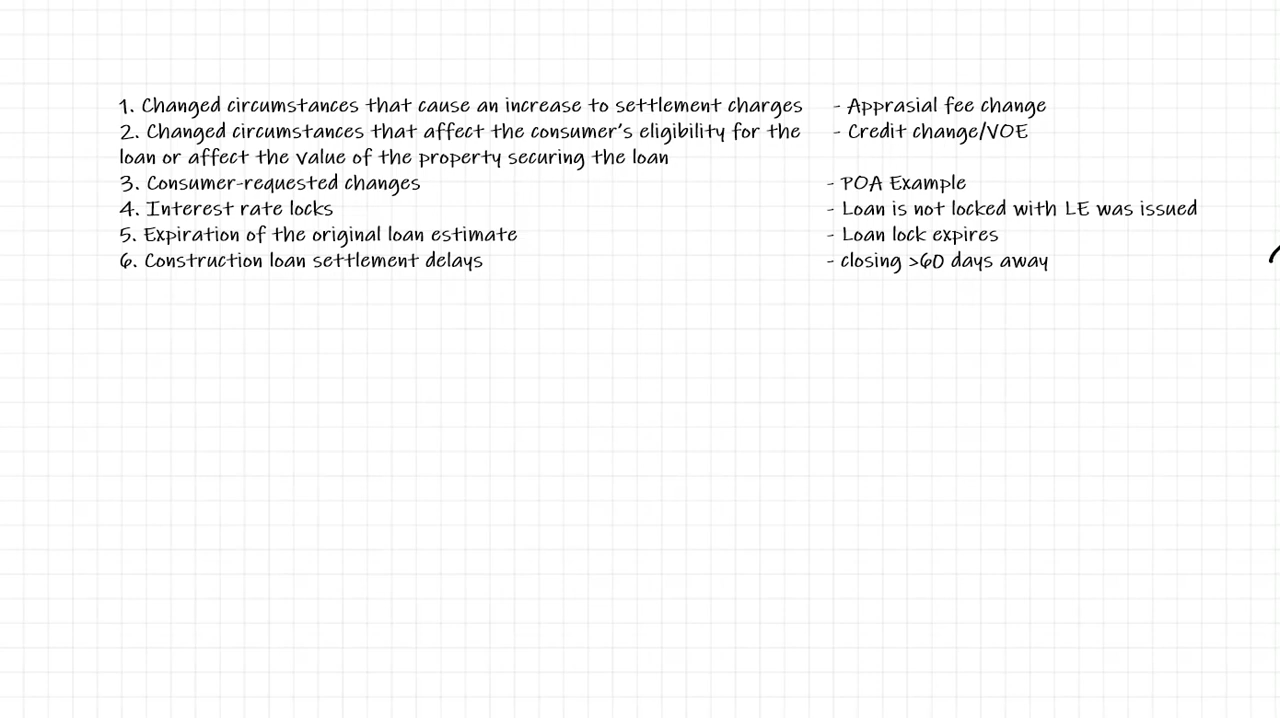 1. Changed circumstances that cause an increase to settlement charges - Apprasial fee change
2. Changed circumstances that affect the consumer's eligibility for the - Credit change/VOE
loan or affect the value of the property securing the loan
3. Consumer-requested changes - POA Example
4. Interest rate locks - Loan is not locked with LE was issued
5. Expiration of the original loan estimate - Loan lock expires
6. Construction loan settlement delays - closing >60 days away